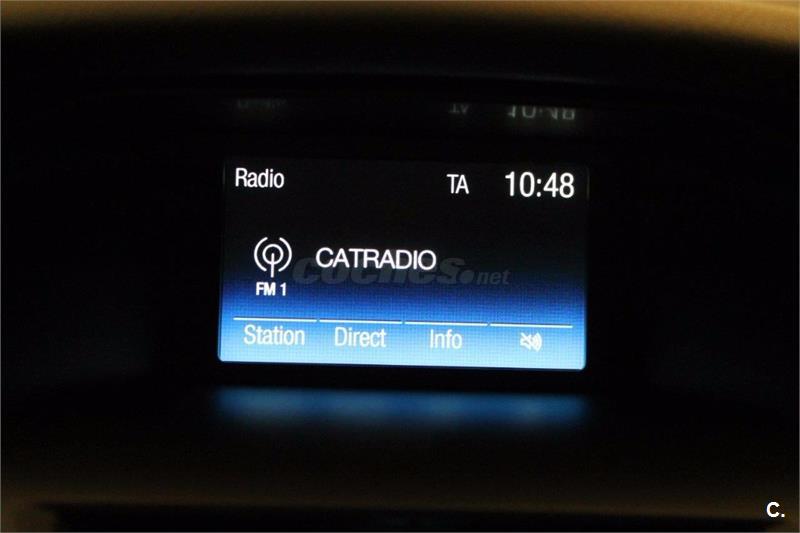 Radio TA 10:48
CATRADIO
coches.net
FM 1
Station Direct Info
C.